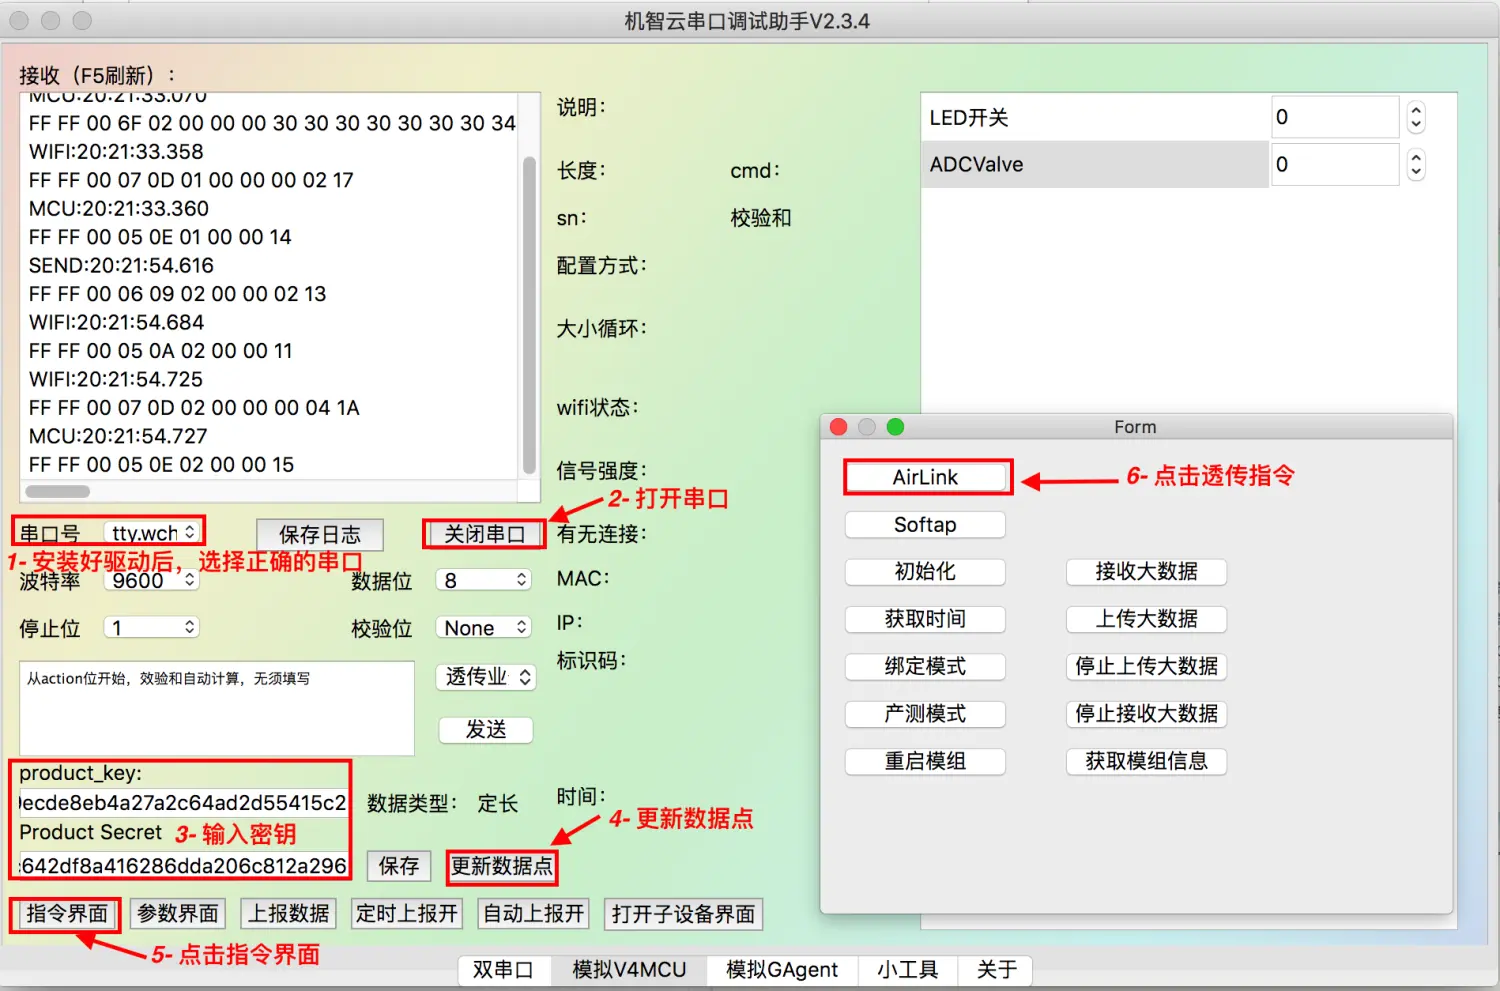 机智云串口调试助手V2.3.4
接收（F5刷新）:
MCU:20:21:33.070
FF FF 00 6F 02 00 00 00 30 30 30 30 30 30 30 34
WIFI:20:21:33.358
FF FF 00 07 0D 01 00 00 00 02 17
MCU:20:21:33.360
FF FF 00 05 0E 01 00 00 14
SEND:20:21:54.616
FF FF 00 06 09 02 00 00 02 13
WIFI:20:21:54.684
FF FF 00 05 0A 02 00 00 11
WIFI:20:21:54.725
FF FF 00 07 0D 02 00 00 00 04 1A
MCU:20:21:54.727
FF FF 00 05 0E 02 00 00 15
说明:
长度: cmd:
sn: 校验和
配置方式:
大小循环:
wifi状态:
信号强度:
有无连接:
MAC:
IP:
标识码:
时间:
LED开关 0
ADCValve 0
2- 打开串口
串口号 tty.wch 保存日志 关闭串口
1- 安装好驱动后，选择正确的串口
波特率 9600 数据位 8
停止位 1 校验位 None
从action位开始，效验和自动计算，无须填写
透传业
发送
product_key:
ecde8eb4a27a2c64ad2d55415c2 数据类型: 定长
Product Secret 3- 输入密钥
4- 更新数据点
642df8a416286dda206c812a296 保存 更新数据点
指令界面 参数界面 上报数据 定时上报开 自动上报开 打开子设备界面
5- 点击指令界面
双串口 模拟V4MCU 模拟GAgent 小工具 关于
Form
AirLink
6- 点击透传指令
Softap
初始化 接收大数据
获取时间 上传大数据
绑定模式 停止上传大数据
产测模式 停止接收大数据
重启模组 获取模组信息